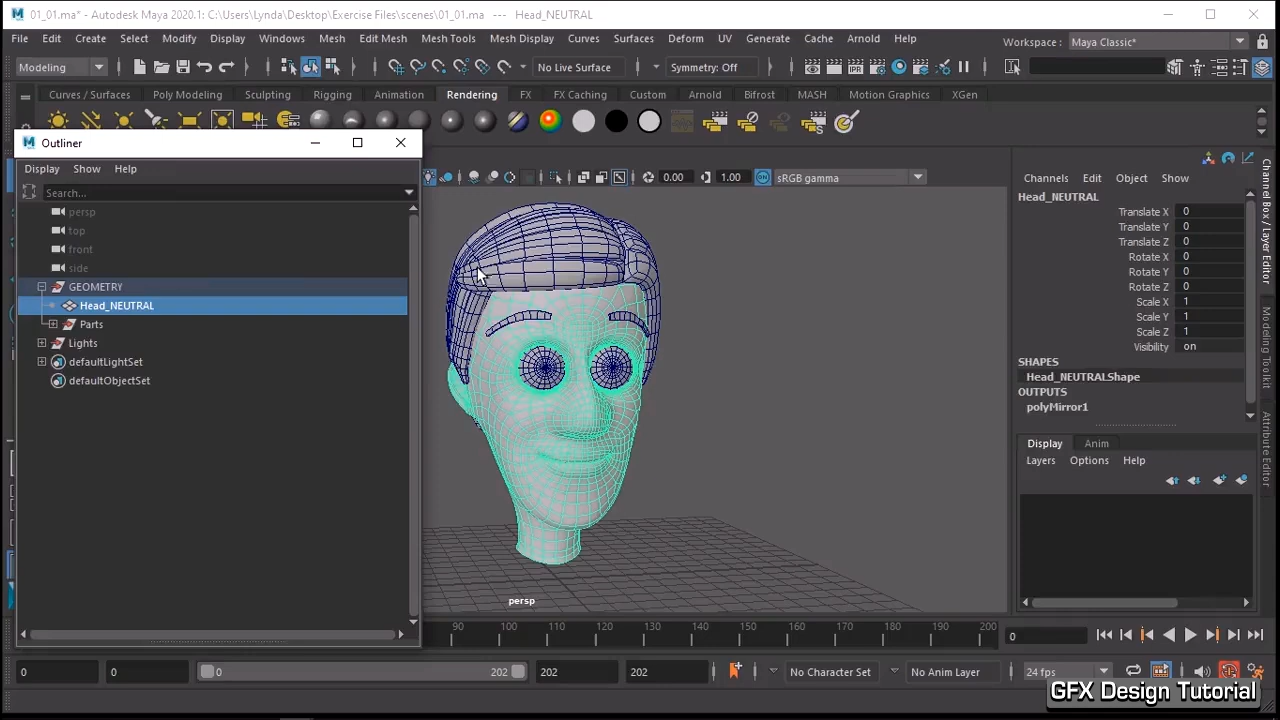 01_01.ma* - Autodesk Maya 2020.1: C:\Users\Lynda\Desktop\Exercise Files\scenes\01_01.ma --- Head_NEUTRAL
File Edit Create Select Modify Display Windows Mesh Edit Mesh Mesh Tools Mesh Display Curves Surfaces Deform UV Generate Cache Arnold Help
Workspace : Maya Classic*
Modeling No Live Surface Symmetry: Off
Curves / Surfaces Poly Modeling Sculpting Rigging Animation Rendering FX FX Caching Custom Arnold Bifrost MASH Motion Graphics XGen
Outliner
Display Show Help
Search...
persp
top
front
side
GEOMETRY
Head_NEUTRAL
Parts
Lights
defaultLightSet
defaultObjectSet
0.00 1.00 ON sRGB gamma
persp
Channels Edit Object Show
Head_NEUTRAL
Translate X 0
Translate Y 0
Translate Z 0
Rotate X 0
Rotate Y 0
Rotate Z 0
Scale X 1
Scale Y 1
Scale Z 1
Visibility on
SHAPES
Head_NEUTRALShape
OUTPUTS
polyMirror1
Display Anim
Layers Options Help
Channel Box / Layer Editor
Modeling Toolkit
Attribute Editor
90 100 110 120 130 140 150 160 170 180 190 200 0
0 0 0 202 202 202 No Character Set No Anim Layer 24 fps
GFX Design Tutorial